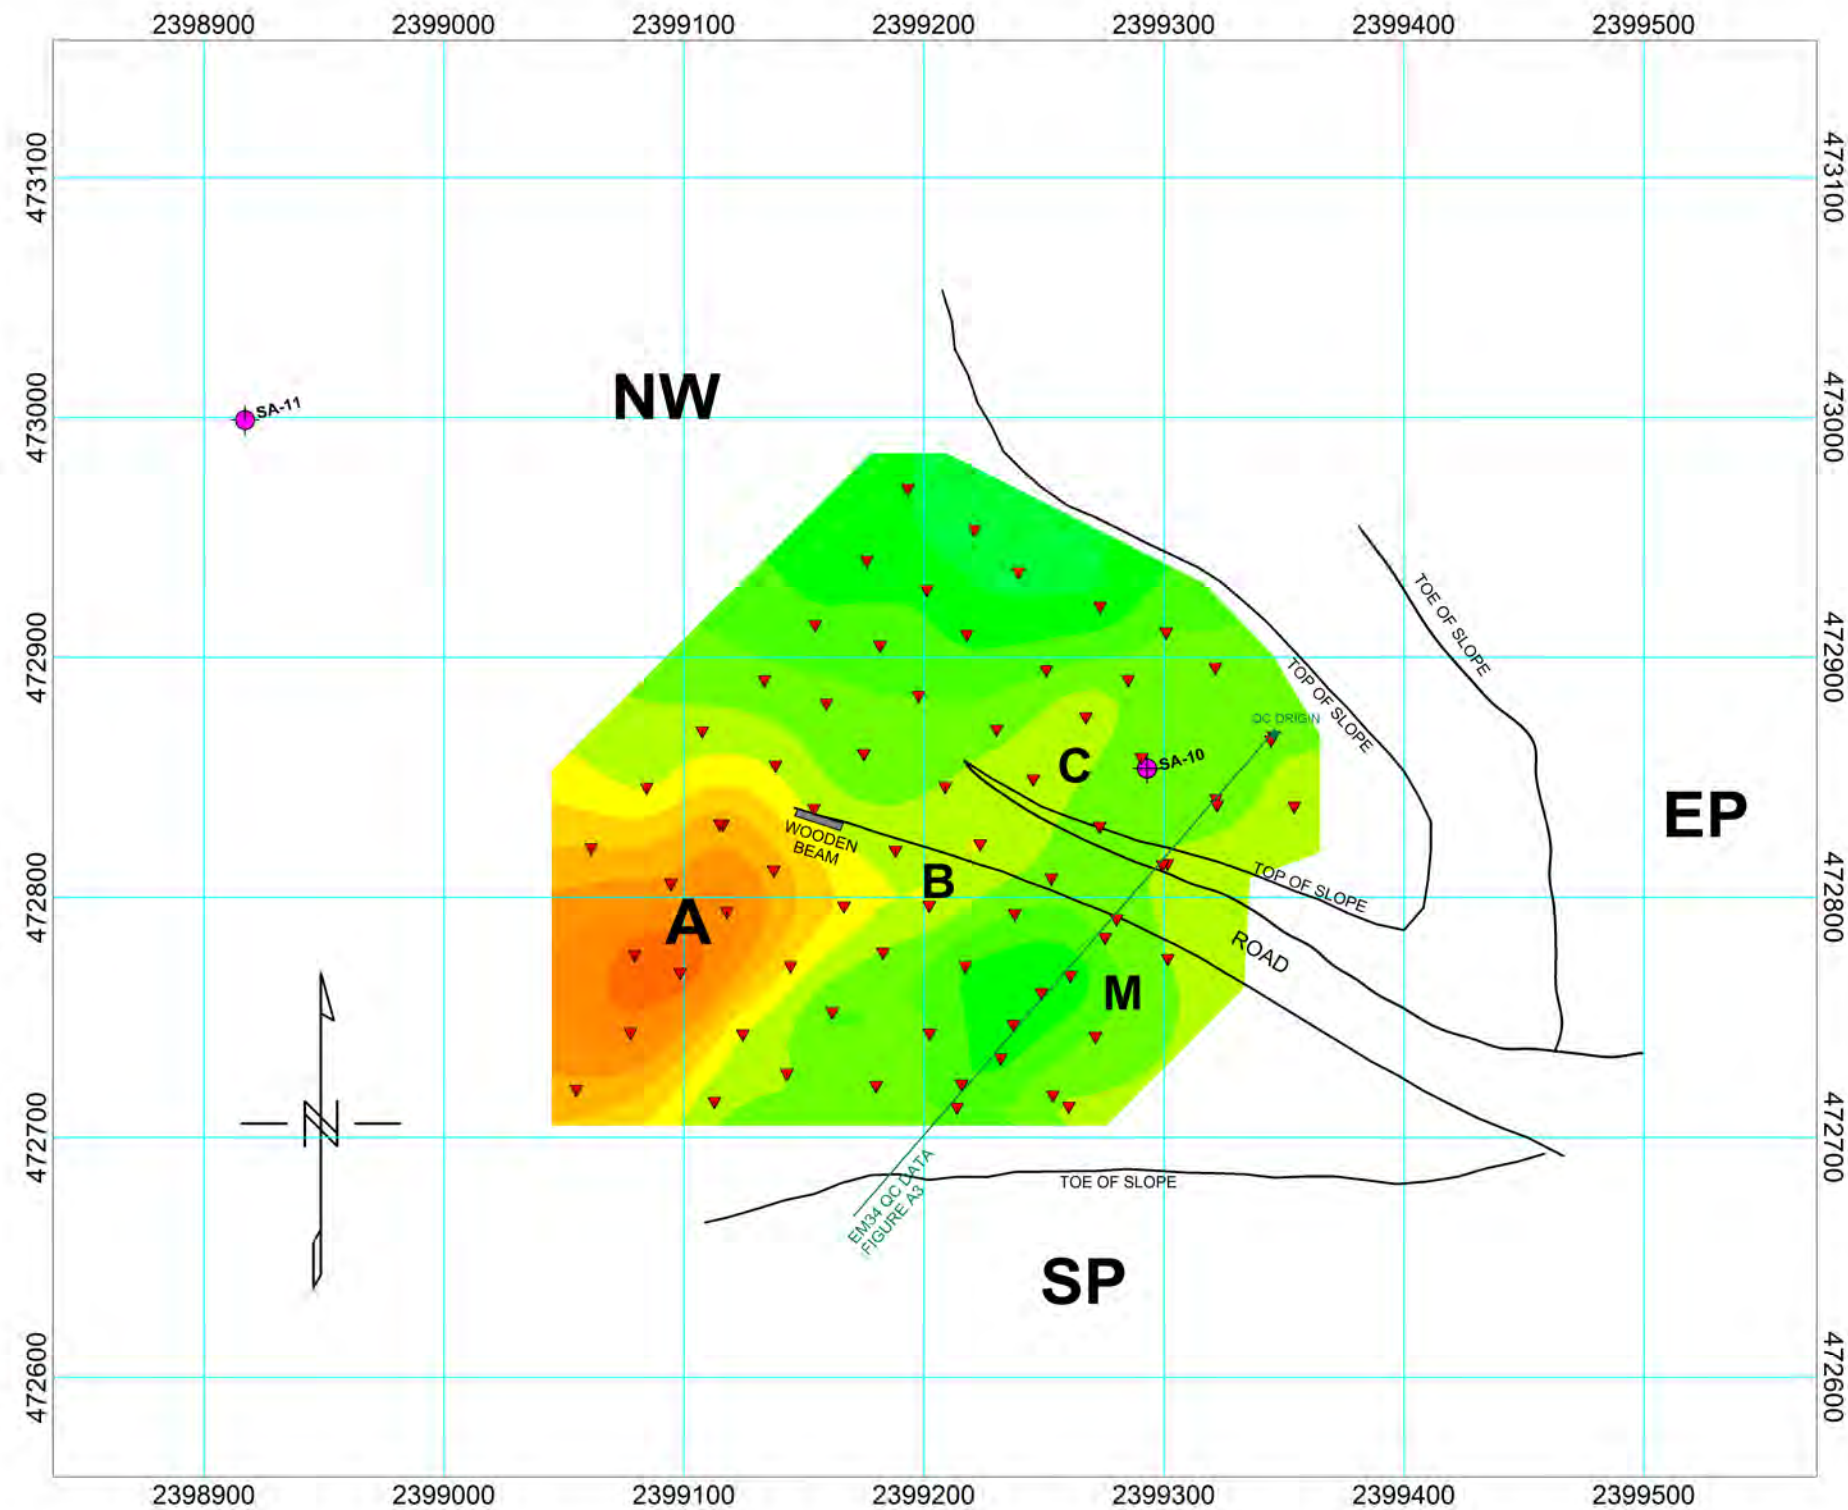 2398900 2399000 2399100 2399200 2399300 2399400 2399500
473100 473100
NW
473000 473000
SA-11
TOE OF SLOPE
472900 472900
TOP OF SLOPE
QC ORIGIN
C
SA-10
EP
WOODEN
BEAM
B
TOP OF SLOPE
472800 472800
A
ROAD
M
N
472700 472700
EM34 QC DATA
FIGURE A3
TOE OF SLOPE
SP
472600 472600
2398900 2399000 2399100 2399200 2399300 2399400 2399500